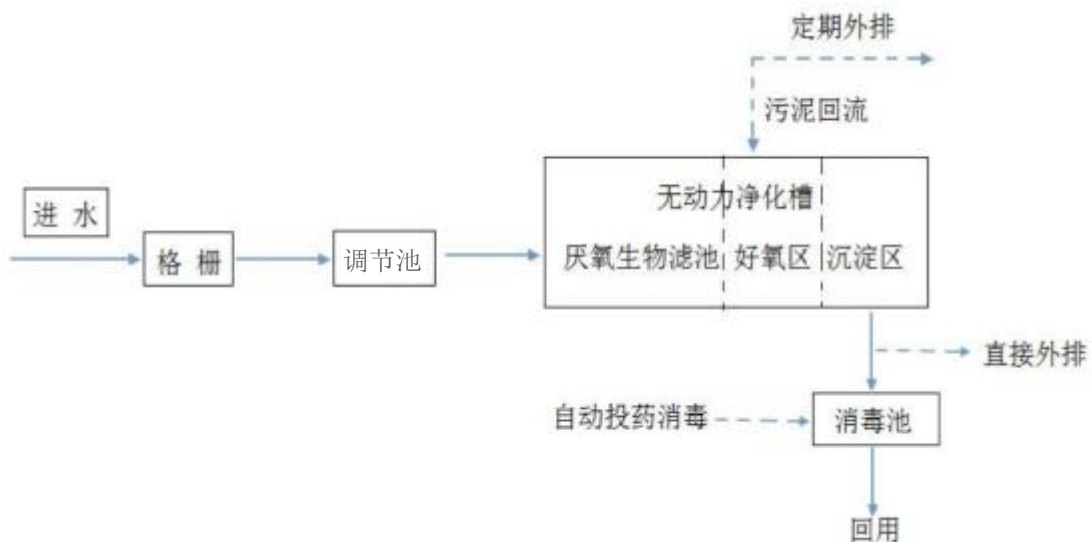 定期外排
污泥回流
无动力净化槽
进 水
格 栅
调节池
厌氧生物滤池
好氧区
沉淀区
直接外排
自动投药消毒
消毒池
回用